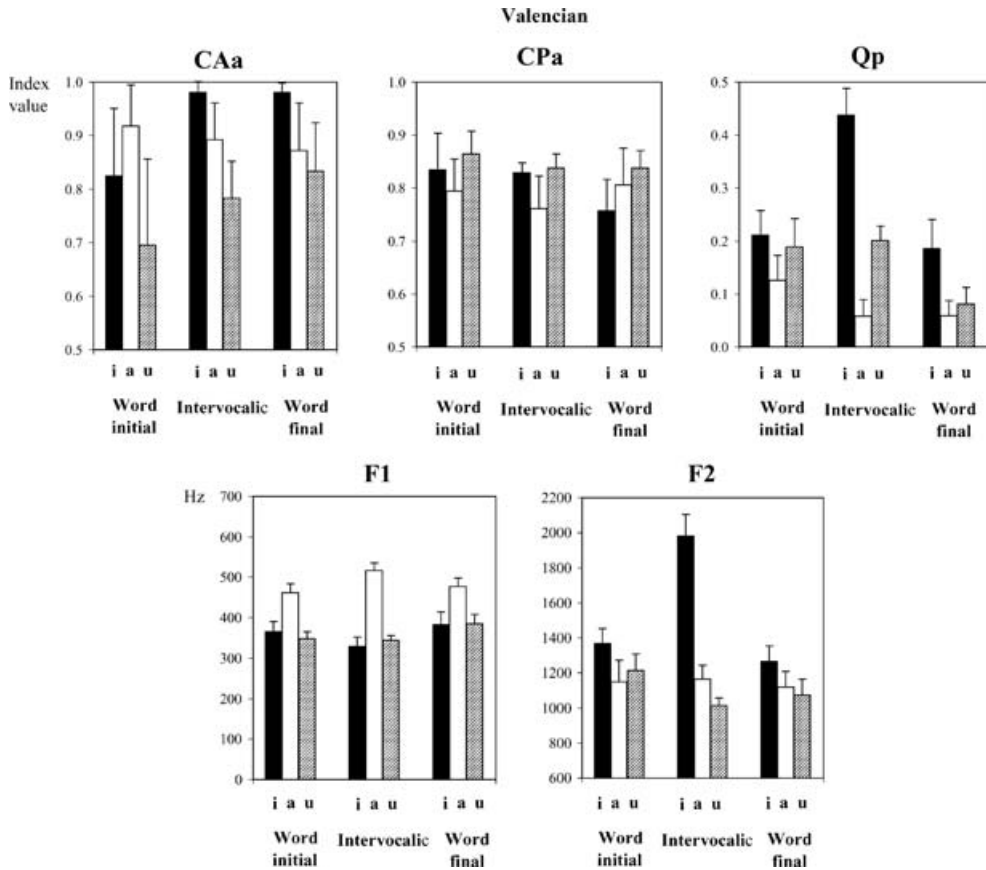 Valencian
CAa
Index
value
1.0
0.9
0.8
0.7
0.6
0.5
i a u i a u i a u
Word
initial
Intervocalic
Word
final
CPa
1.0
0.9
0.8
0.7
0.6
0.5
i a u i a u i a u
Word
initial
Intervocalic
Word
final
Qp
0.5
0.4
0.3
0.2
0.1
0.0
i a u i a u i a u
Word
initial
Intervocalic
Word
final
F1
Hz
700
600
500
400
300
200
100
0
i a u i a u i a u
Word
initial
Intervocalic
Word
final
F2
2200
2000
1800
1600
1400
1200
1000
800
600
i a u i a u i a u
Word
initial
Intervocalic
Word
final